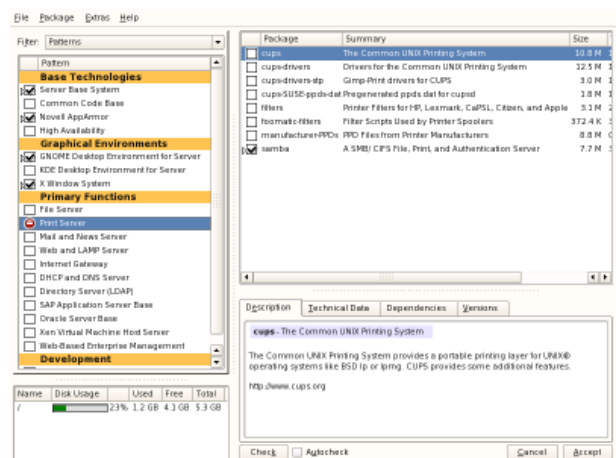 File Package Extras Help
Filter: Patterns
Pattern
Base Technologies
Server Base System
Common Code Base
Novell AppArmor
High Availability
Graphical Environments
GNOME Desktop Environment for Server
KDE Desktop Environment for Server
X Window System
Primary Functions
File Server
Print Server
Mail and News Server
Web and LAMP Server
Internet Gateway
DHCP and DNS Server
Directory Server (LDAP)
SAP Application Server Base
Oracle Server Base
Xen Virtual Machine Host Server
Web-Based Enterprise Management
Development
Name Disk Usage Used Free Total
/ 23% 1.2 GB 4.1 GB 5.3 GB
Package Summary Size
cups The Common UNIX Printing System 10.8 M
cups-drivers Drivers for the Common UNIX Printing System 12.5 M
cups-drivers-stp Gimp-Print drivers for CUPS 3.0 M
cups-SUSE-ppds-dat Pregenerated ppds.dat for cupsd 1.8 M
filters Printer Filters for HP, Lexmark, CaPSL, Citizen, and Apple 3.1 M
foomatic-filters Filter Scripts Used by Printer Spoolers 372.4 K
manufacturer-PPDs PPD Files from Printer Manufacturers 8.8 M
samba A SMB/ CIFS File, Print, and Authentication Server 7.7 M
Description Technical Data Dependencies Versions
cups - The Common UNIX Printing System
The Common UNIX Printing System provides a portable printing layer for UNIX®
operating systems like BSD lp or lprng. CUPS provides some additional features.
http://www.cups.org
Check Autocheck Cancel Accept